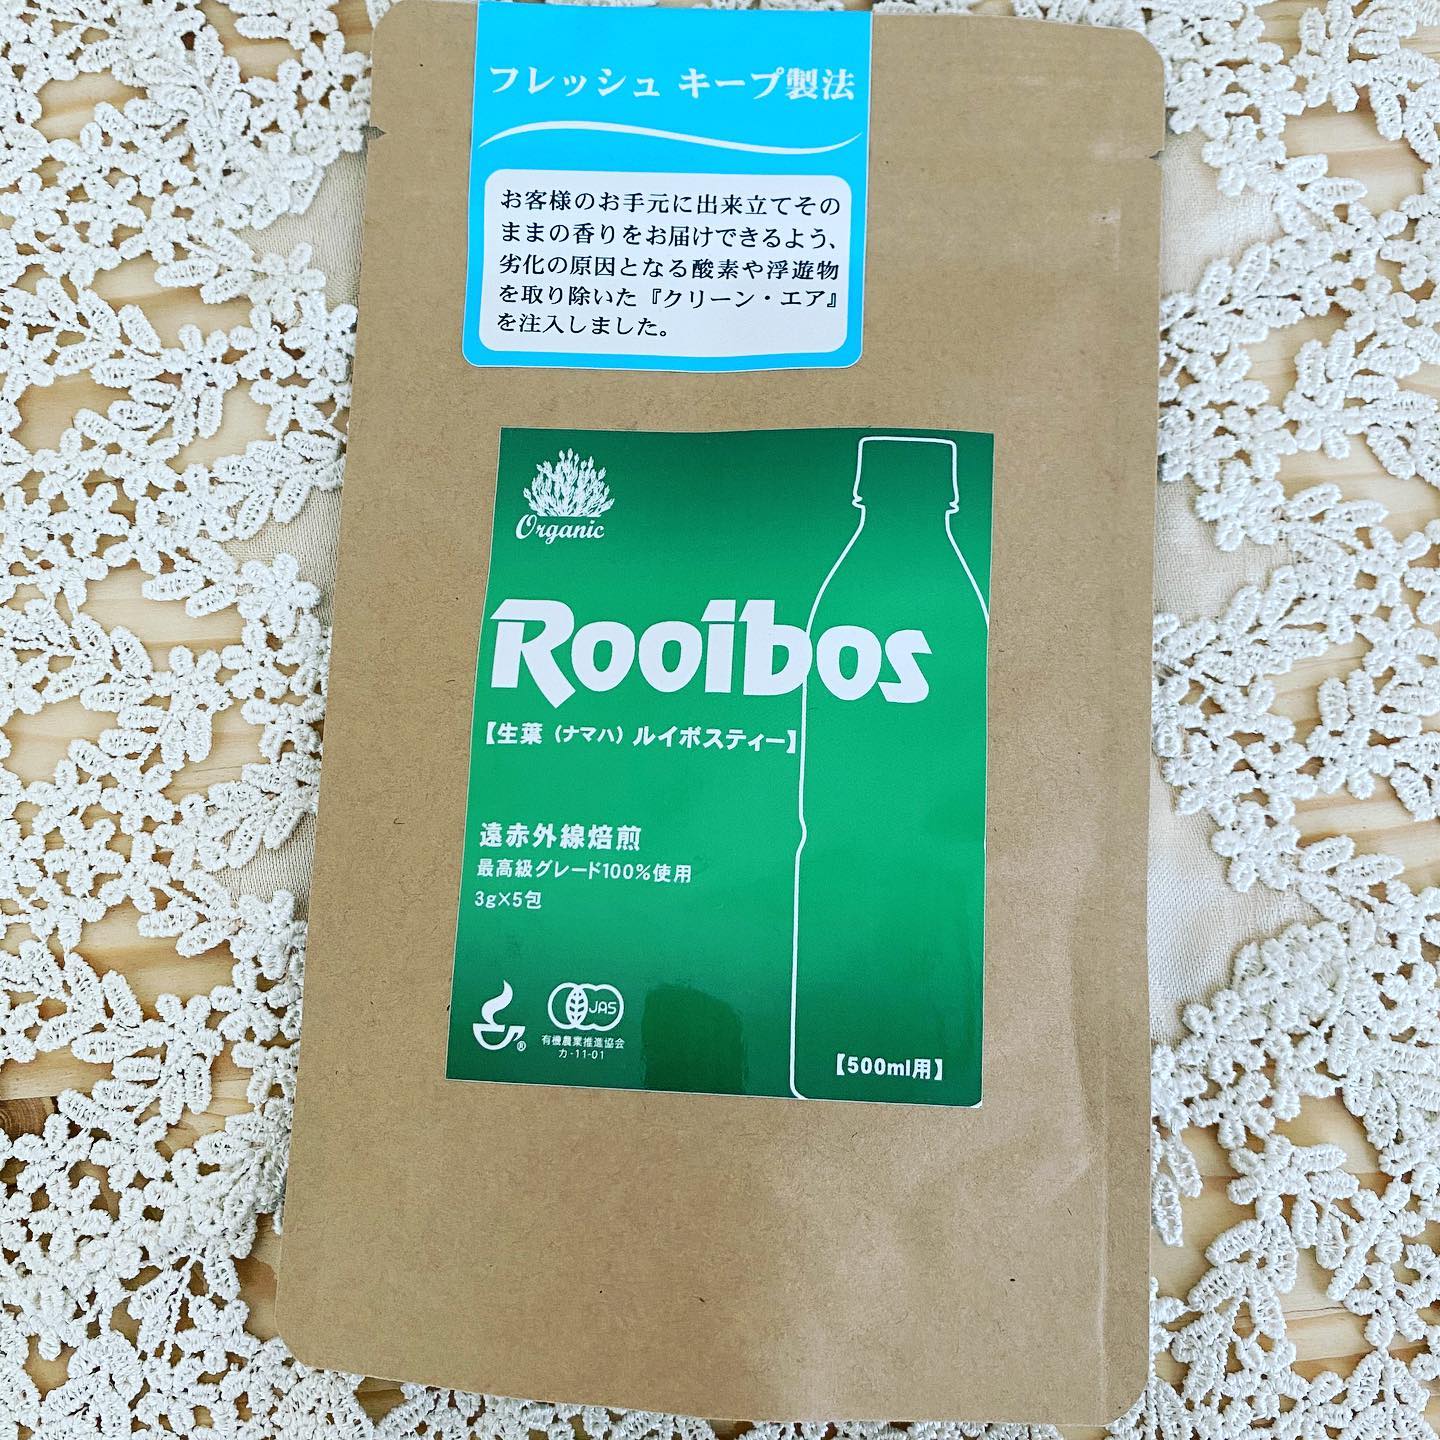 フレッシュ キープ製法
お客様のお手元に出来立てその
ままの香りをお届けできるよう、
劣化の原因となる酸素や浮遊物
を取り除いた『クリーン・エア』
を注入しました。
Organic
Rooibos
【生葉（ナマハ）ルイボスティー】
遠赤外線焙煎
最高級グレード100%使用
3g×5包
®
JAS
有機農業推進協会
カ-11-01
【500ml用】